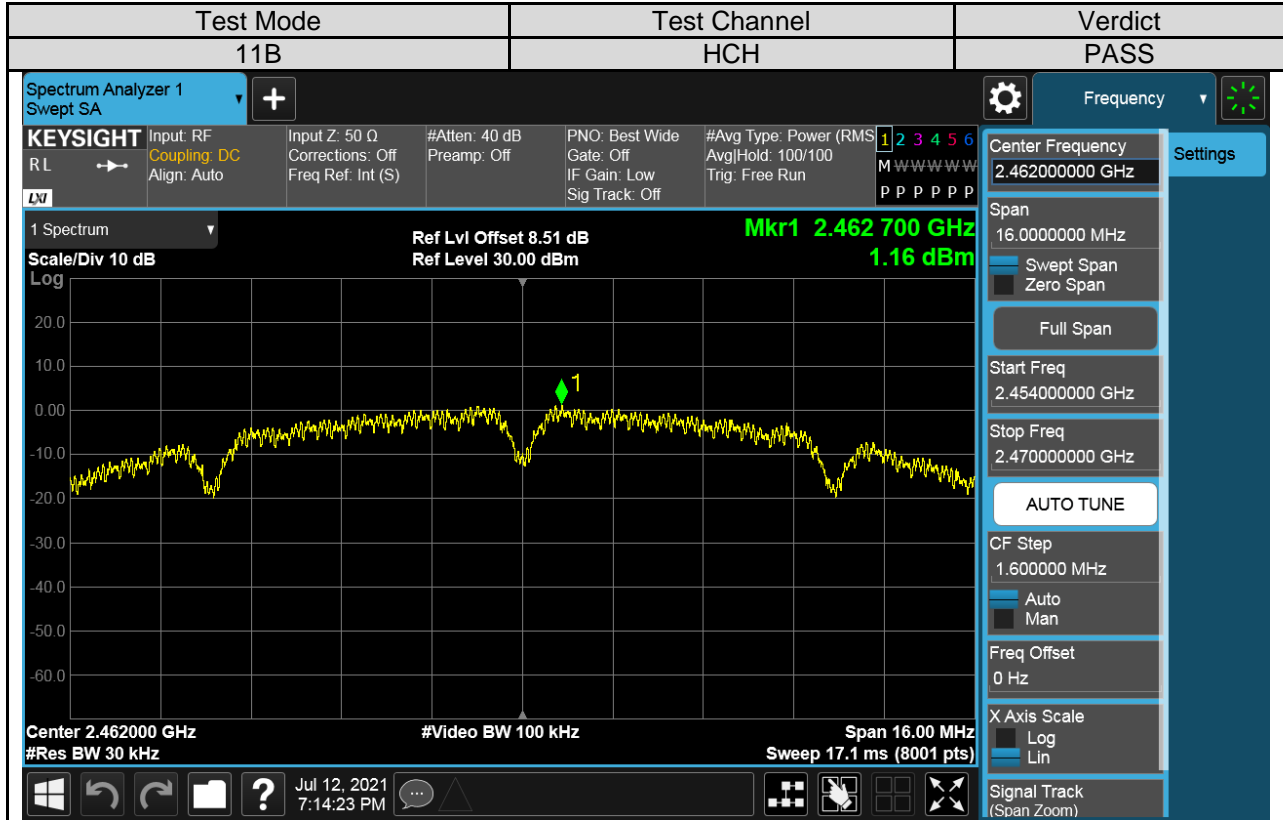 Test Mode Test Channel Verdict
11B HCH PASS
Spectrum Analyzer 1
Swept SA
Frequency
KEYSIGHT Input: RF Input Z: 50 Ω #Atten: 40 dB PNO: Best Wide #Avg Type: Power (RMS 1 2 3 4 5 6
R L Coupling: DC Corrections: Off Preamp: Off Gate: Off Avg|Hold: 100/100 M W W W W W
Align: Auto Freq Ref: Int (S) IF Gain: Low Trig: Free Run
LXI Sig Track: Off P P P P P P
1 Spectrum Ref Lvl Offset 8.51 dB Mkr1 2.462 700 GHz
Scale/Div 10 dB Ref Level 30.00 dBm 1.16 dBm
Log
20.0
10.0
1
0.00
-10.0
-20.0
-30.0
-40.0
-50.0
-60.0
Center 2.462000 GHz #Video BW 100 kHz Span 16.00 MHz
#Res BW 30 kHz Sweep 17.1 ms (8001 pts)
Center Frequency
2.462000000 GHz
Settings
Span
16.0000000 MHz
Swept Span
Zero Span
Full Span
Start Freq
2.454000000 GHz
Stop Freq
2.470000000 GHz
AUTO TUNE
CF Step
1.600000 MHz
Auto
Man
Freq Offset
0 Hz
X Axis Scale
Log
Lin
Signal Track
(Span Zoom)
? Jul 12, 2021
7:14:23 PM